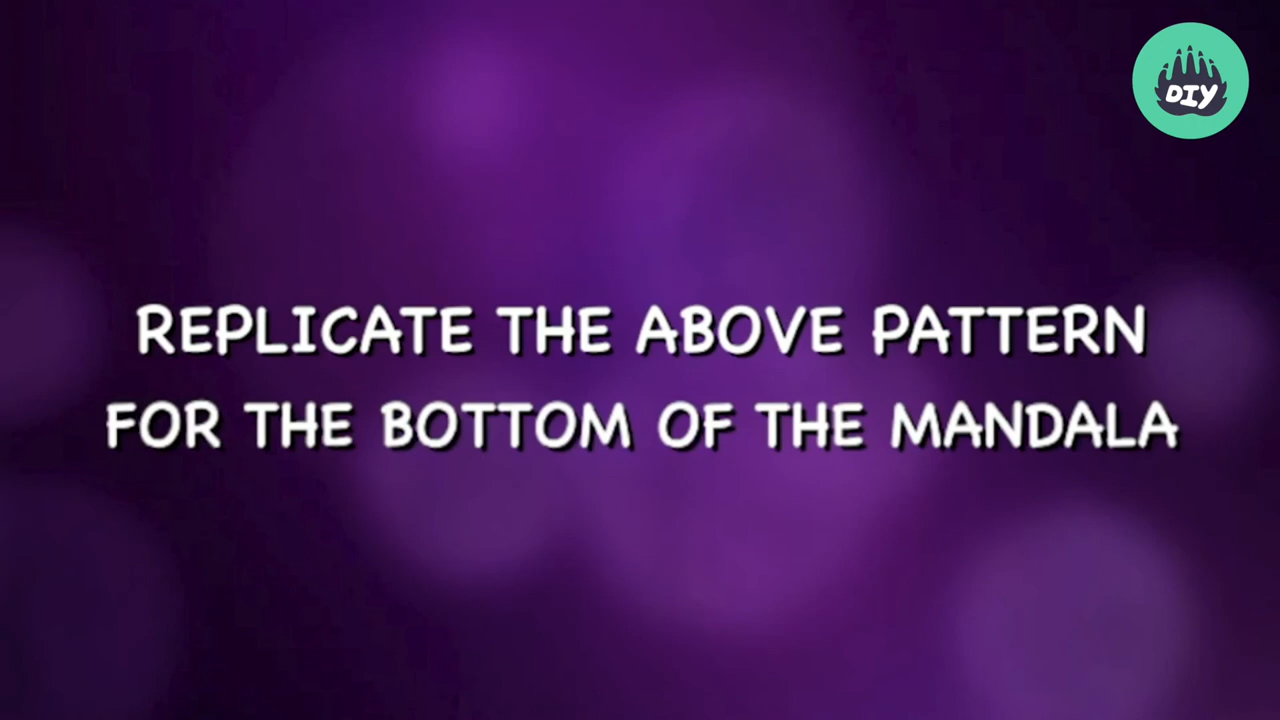 DIY
REPLICATE THE ABOVE PATTERN
FOR THE BOTTOM OF THE MANDALA